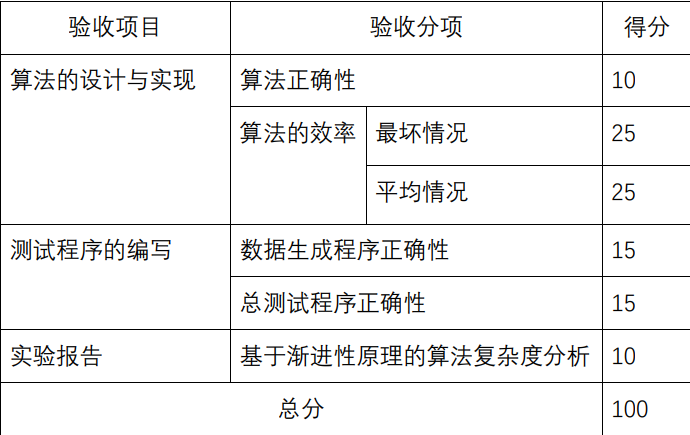 验收项目 验收分项 得分
算法的设计与实现 算法正确性 10
算法的效率 最坏情况 25
平均情况 25
测试程序的编写 数据生成程序正确性 15
总测试程序正确性 15
实验报告 基于渐进性原理的算法复杂度分析 10
总分 100